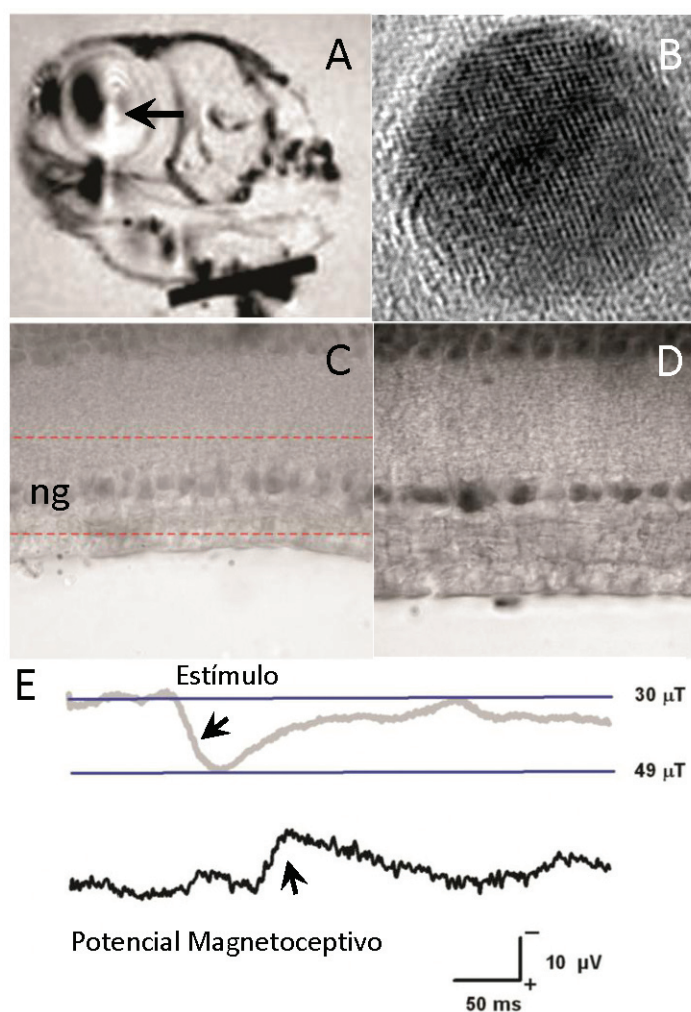 A
B
C
ng
D
E
Estímulo
30 µT
49 µT
Potencial Magnetoceptivo
−
10 µV
+
50 ms